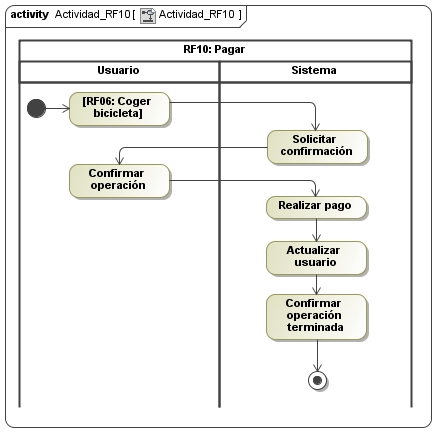 activity Actividad_RF10 [ Actividad_RF10 ]
RF10: Pagar
Usuario
Sistema
[RF06: Coger
bicicleta]
Solicitar
confirmación
Confirmar
operación
Realizar pago
Actualizar
usuario
Confirmar
operación
terminada